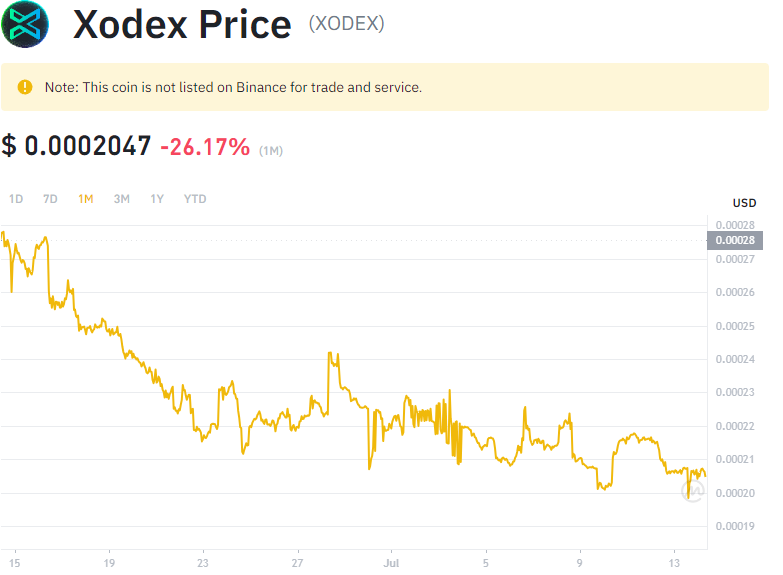 Xodex Price (XODEX)
Note: This coin is not listed on Binance for trade and service.
$ 0.0002047 -26.17% (1M)
1D 7D 1M 3M 1Y YTD
USD
0.00028
0.00028
0.00027
0.00026
0.00025
0.00024
0.00023
0.00022
0.00021
0.00020
0.00019
15 19 23 27 Jul 5 9 13